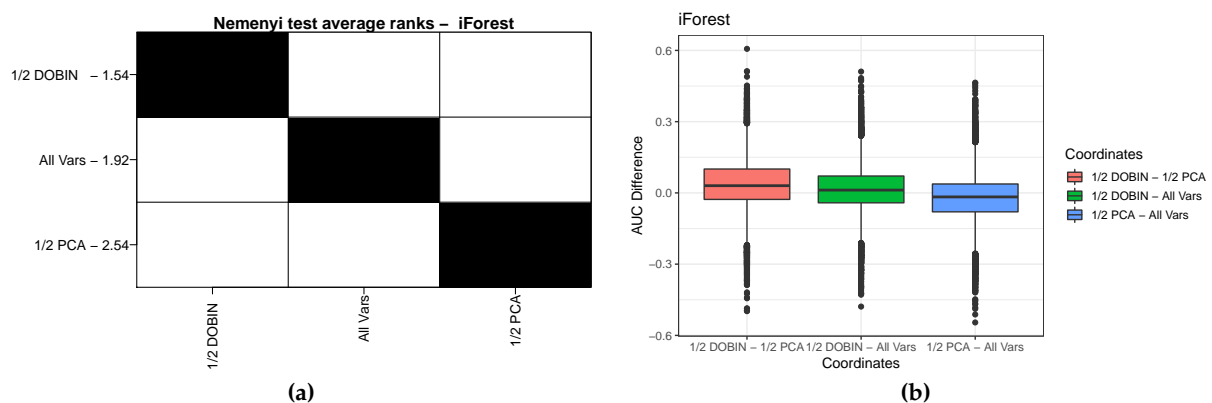 Nemenyi test average ranks – iForest
1/2 DOBIN – 1.54
All Vars – 1.92
1/2 PCA – 2.54
1/2 DOBIN
All Vars
1/2 PCA
(a)
iForest
0.6
0.3
0.0
−0.3
−0.6
AUC Difference
1/2 DOBIN – 1/2 PCA
1/2 DOBIN – All Vars
1/2 PCA – All Vars
Coordinates
Coordinates
1/2 DOBIN – 1/2 PCA
1/2 DOBIN – All Vars
1/2 PCA – All Vars
(b)